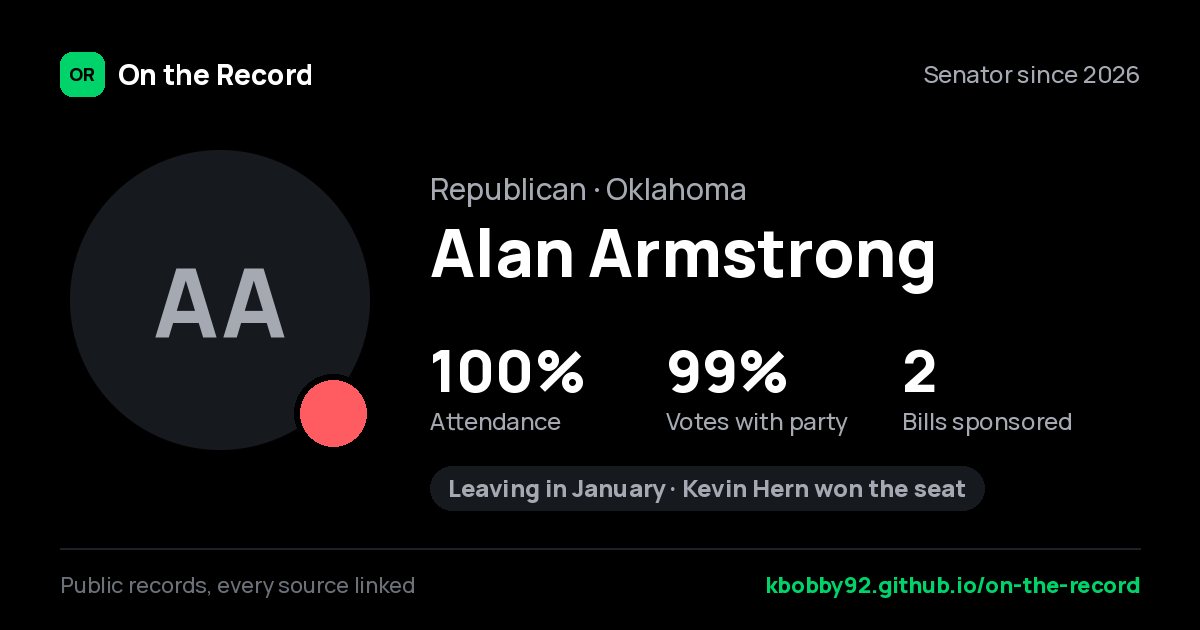 OR On the Record
Senator since 2026
Republican · Oklahoma
AA
Alan Armstrong
100% 99% 2
Attendance Votes with party Bills sponsored
Leaving in January · Kevin Hern won the seat
Public records, every source linked
kbobby92.github.io/on-the-record